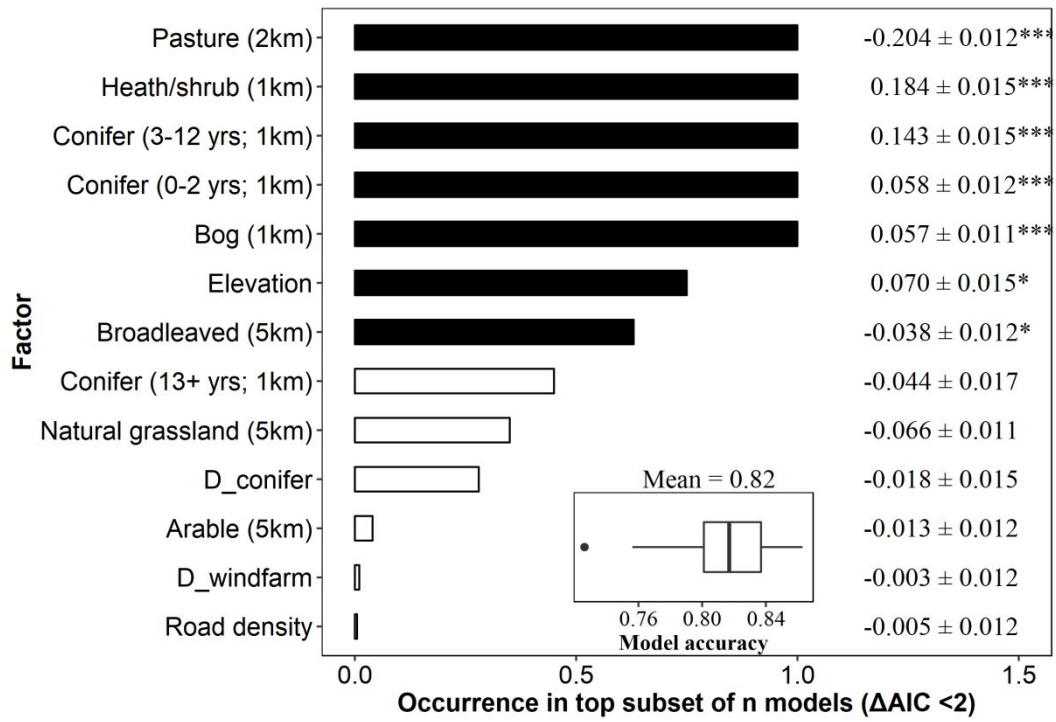 Factor
Pasture (2km) -0.204 ± 0.012***
Heath/shrub (1km) 0.184 ± 0.015***
Conifer (3-12 yrs; 1km) 0.143 ± 0.015***
Conifer (0-2 yrs; 1km) 0.058 ± 0.012***
Bog (1km) 0.057 ± 0.011***
Elevation 0.070 ± 0.015*
Broadleaved (5km) -0.038 ± 0.012*
Conifer (13+ yrs; 1km) -0.044 ± 0.017
Natural grassland (5km) -0.066 ± 0.011
D_conifer -0.018 ± 0.015
Mean = 0.82
Arable (5km) -0.013 ± 0.012
D_windfarm -0.003 ± 0.012
0.76 0.80 0.84
Road density -0.005 ± 0.012
Model accuracy
0.0 0.5 1.0 1.5
Occurrence in top subset of n models (ΔAIC <2)